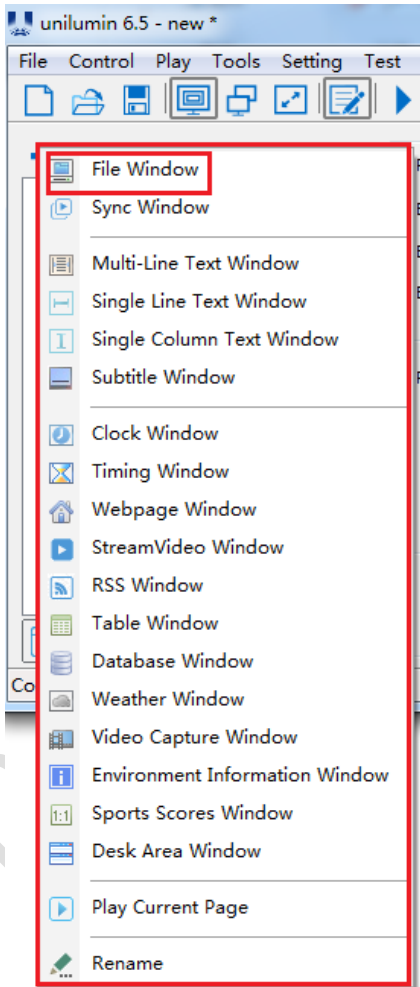 unilumin 6.5 - new *
File Control Play Tools Setting Test
File Window
Sync Window
Multi-Line Text Window
Single Line Text Window
Single Column Text Window
Subtitle Window
Clock Window
Timing Window
Webpage Window
StreamVideo Window
RSS Window
Table Window
Database Window
Weather Window
Video Capture Window
Environment Information Window
1:1 Sports Scores Window
Desk Area Window
Play Current Page
Rename
Co